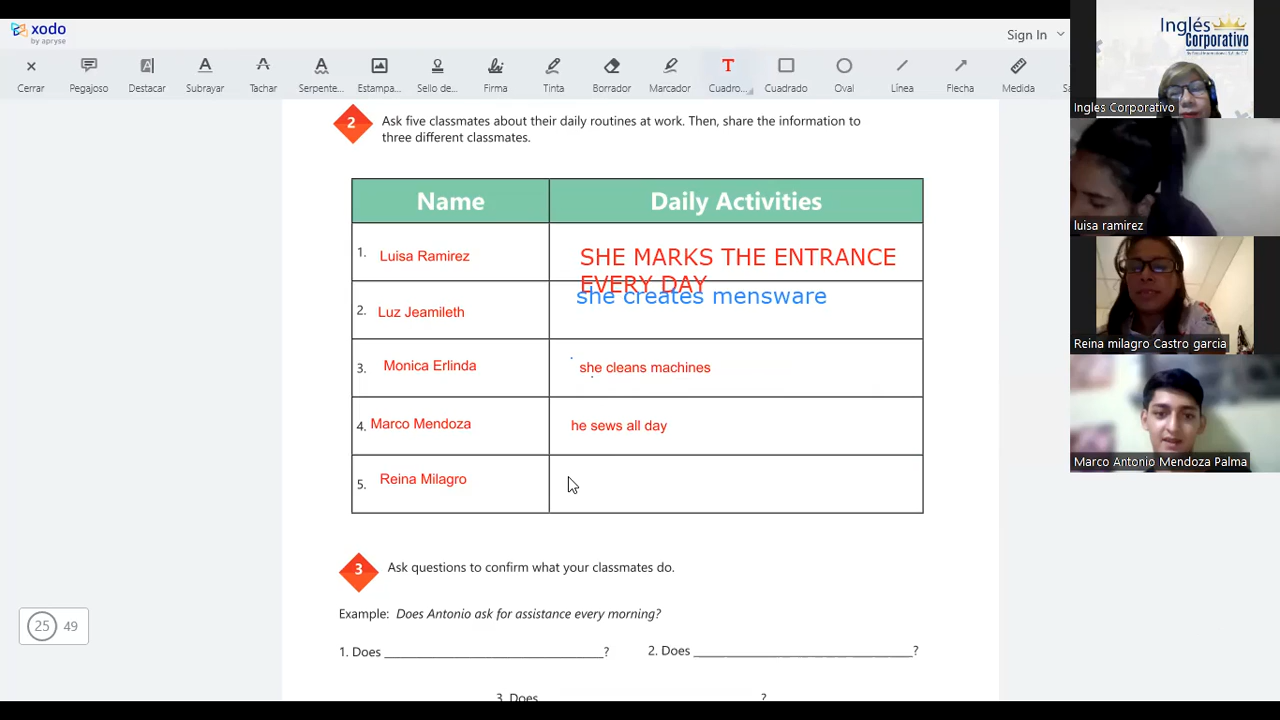 xodo
by apryse
Sign In
Cerrar
Pegajoso
Destacar
Subrayar
Tachar
Serpente...
Estampa...
Sello de...
Firma
Tinta
Borrador
Marcador
Cuadro...
Cuadrado
Oval
Línea
Flecha
Medida
2 Ask five classmates about their daily routines at work. Then, share the information to
three different classmates.
Name Daily Activities
1. Luisa Ramirez SHE MARKS THE ENTRANCE
EVERY DAY
2. Luz Jeamileth she creates mensware
3. Monica Erlinda she cleans machines
4. Marco Mendoza he sews all day
5. Reina Milagro
3 Ask questions to confirm what your classmates do.
Example: Does Antonio ask for assistance every morning?
1. Does ? 2. Does ?
3. Does ?
25 49
Inglés
Corporativo
Ingles Corporativo
luisa ramirez
Reina milagro Castro garcia
Marco Antonio Mendoza Palma